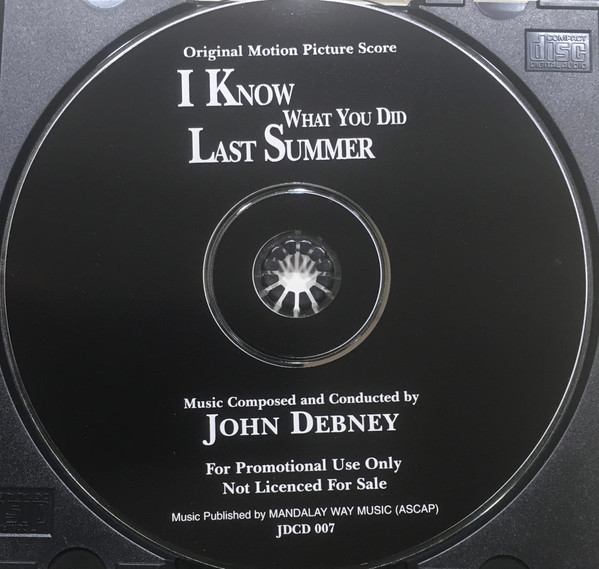 COMPACT
disc
DIGITAL AUDIO
Original Motion Picture Score
I KNOW
WHAT YOU DID
LAST SUMMER
Music Composed and Conducted by
JOHN DEBNEY
For Promotional Use Only
Not Licenced For Sale
Music Published by MANDALAY WAY MUSIC (ASCAP)
JDCD 007